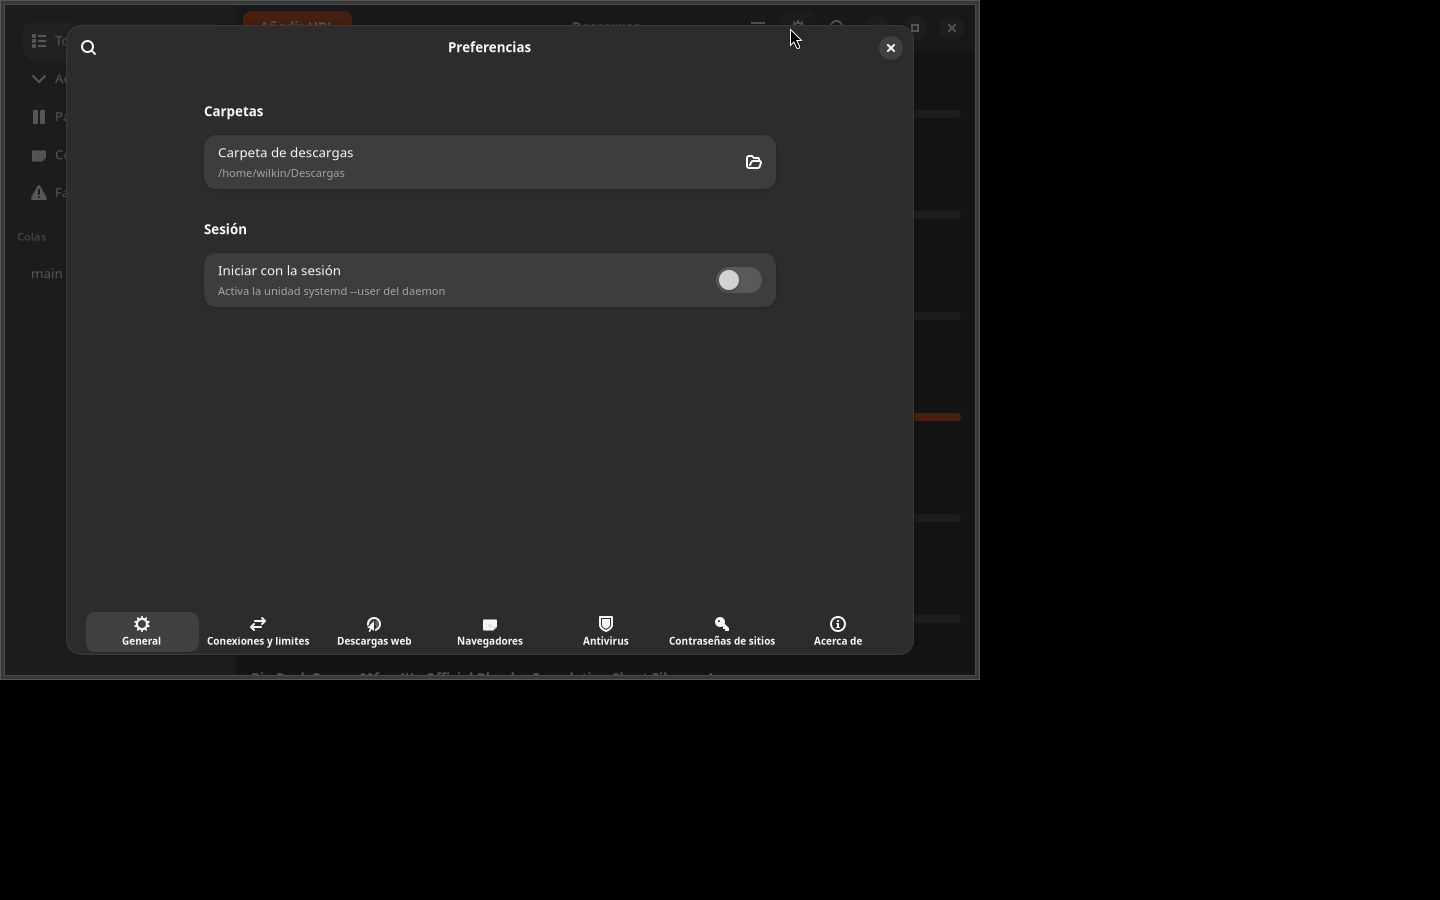 Preferencias
Carpetas
Carpeta de descargas
/home/wilkin/Descargas
Sesión
Iniciar con la sesión
Activa la unidad systemd --user del daemon
Colas
main
General
Conexiones y limites
Descargas web
Navegadores
Antivirus
Contraseñas de sitios
Acerca de